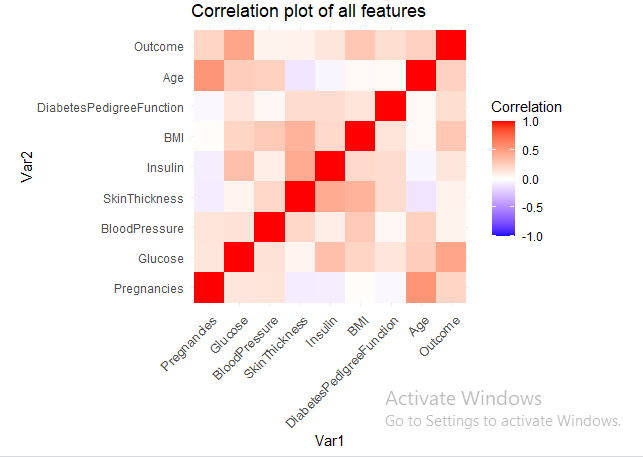 Correlation plot of all features
Var2
Outcome
Age
DiabetesPedigreeFunction
BMI
Insulin
SkinThickness
BloodPressure
Glucose
Pregnancies
Correlation
1.0
0.5
0.0
-0.5
-1.0
Pregnancies
Glucose
BloodPressure
SkinThickness
Insulin
BMI
DiabetesPedigreeFunction
Age
Outcome
Var1
Activate Windows
Go to Settings to activate Windows.